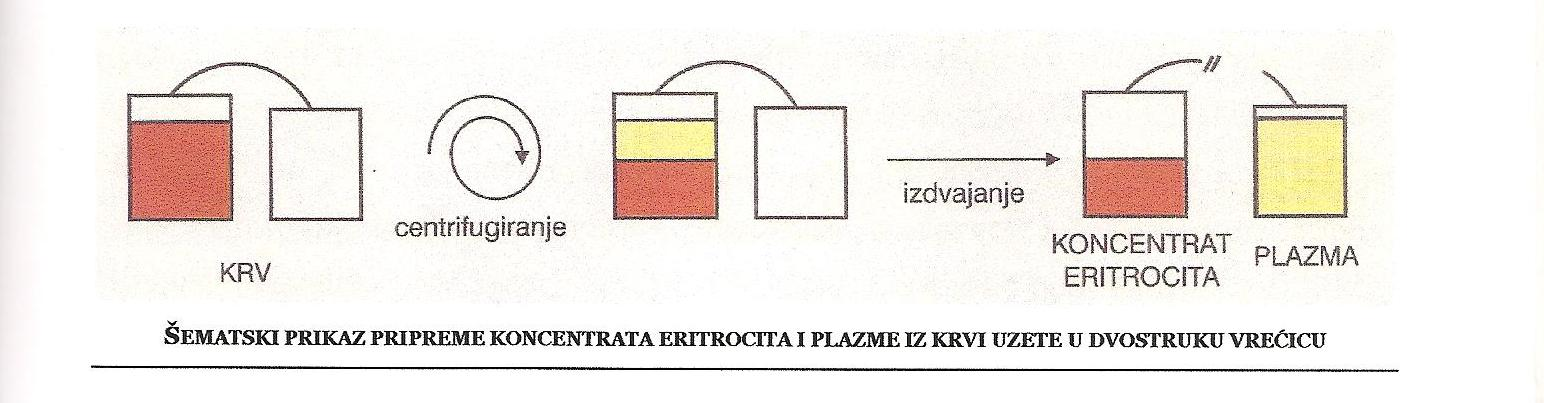 KRV
centrifugiranje
izdvajanje
KONCENTRAT
ERITROCITA
PLAZMA
ŠEMATSKI PRIKAZ PRIPREME KONCENTRATA ERITROCITA I PLAZME IZ KRVI UZETE U DVOSTRUKU VREĆICU